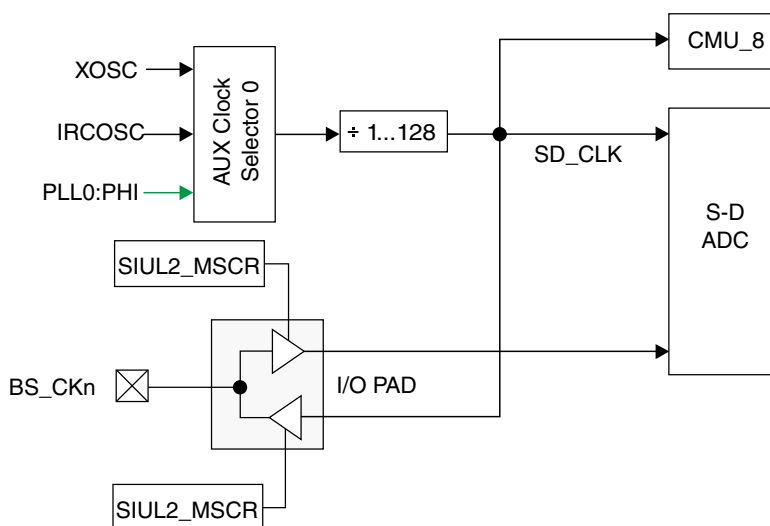 CMU_8
XOSC
AUX Clock
Selector 0
IRCOSC
÷ 1...128
SD_CLK
PLL0:PHI
S-D
ADC
SIUL2_MSCR
BS_CKn
I/O PAD
SIUL2_MSCR